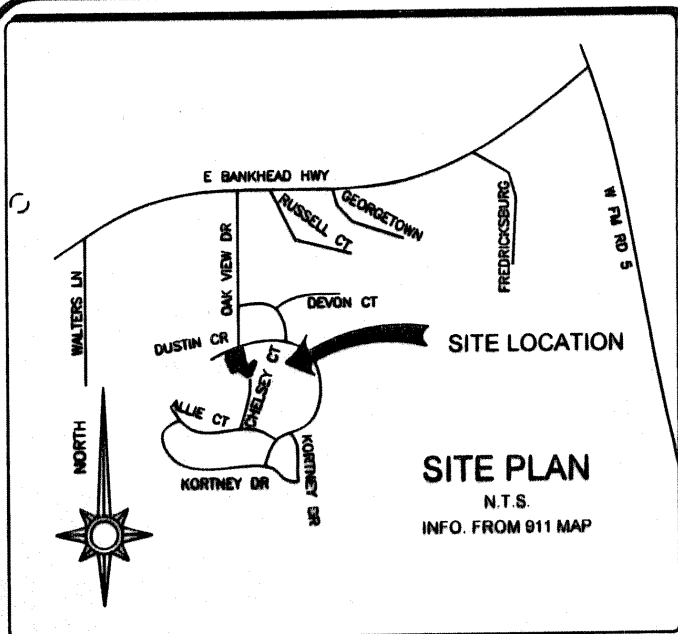 E BANKHEAD HWY
GEORGETOWN
RUSSELL CT
FREDRICKSBURG
W FM RD 5
WALTERS LN
OAK VIEW DR
DEVON CT
DUSTIN CR
SITE LOCATION
CHELSEY CT
ALLIE CT
NORTH
KORTNEY DR
KORTNEY DR
SITE PLAN
N.T.S.
INFO. FROM 911 MAP